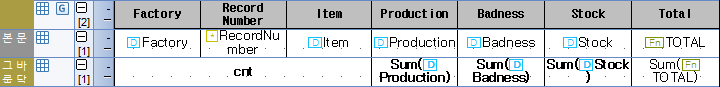 G
[2]
Factory
Record
Number
Item
Production
Badness
Stock
Total
본 문
[1]
D Factory
* RecordNu
mber
D Item
D Production
D Badness
D Stock
Fn TOTAL
그 바
룹 닥
[1]
cnt
Sum(D
Production)
Sum(D
Badness)
Sum(D Stock
)
Sum(Fn
TOTAL)